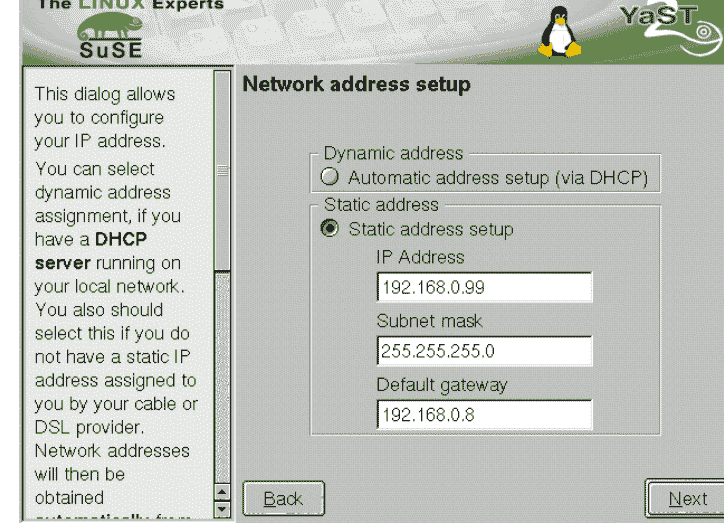 The LINUX Experts
SuSE
YaST
This dialog allows
you to configure
your IP address.
You can select
dynamic address
assignment, if you
have a DHCP
server running on
your local network.
You also should
select this if you do
not have a static IP
address assigned to
you by your cable or
DSL provider.
Network addresses
will then be
obtained
automatically from
Network address setup
Dynamic address
Automatic address setup (via DHCP)
Static address
Static address setup
IP Address
192.168.0.99
Subnet mask
255.255.255.0
Default gateway
192.168.0.8
Back
Next